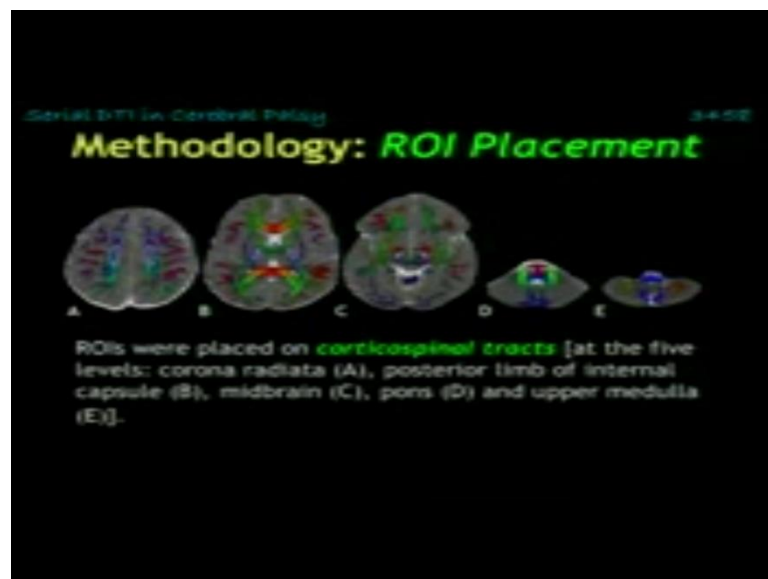 Serial DTI in Cerebral Palsy 3458
Methodology: ROI Placement
A B C D E
ROIs were placed on corticospinal tracts [at the five
levels: corona radiata (A), posterior limb of internal
capsule (B), midbrain (C), pons (D) and upper medulla
(E)].